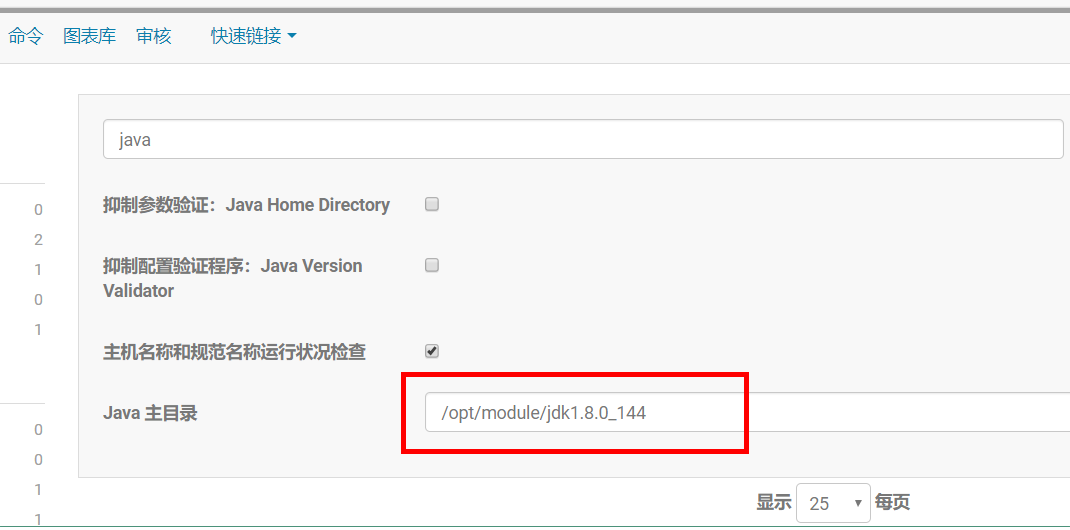 命令 图表库 审核 快速链接
java
0
抑制参数验证：Java Home Directory
2
1
抑制配置验证程序：Java Version
Validator
0
1
主机名称和规范名称运行状况检查
Java 主目录
/opt/module/jdk1.8.0_144
0
0
1
显示 25 每页
1